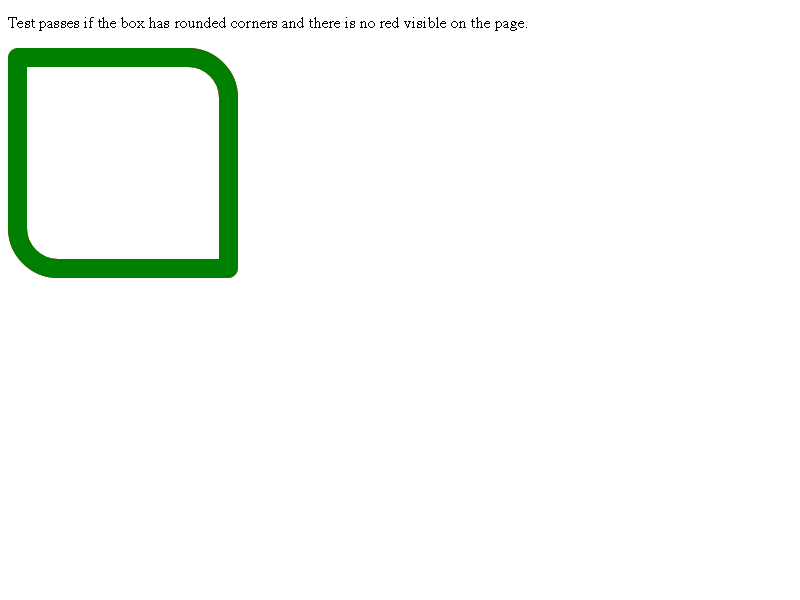 Test passes if the box has rounded corners and there is no red visible on the page.